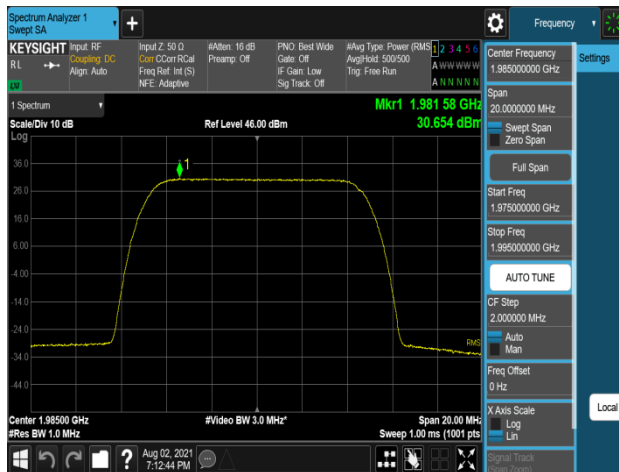 Spectrum Analyzer 1
Swept SA
Frequency
KEYSIGHT
RL
Input: RF
Coupling: DC
Align: Auto
Input Z: 50 Ω
Corr CCorr RCal
Freq Ref: Int (S)
NFE: Adaptive
#Atten: 16 dB
Preamp: Off
PNO: Best Wide
Gate: Off
IF Gain: Low
Sig Track: Off
#Avg Type: Power (RMS
Avg|Hold: 500/500
Trig: Free Run
1 2 3 4 5 6
A W W W W W
A N N N N N
1 Spectrum
Scale/Div 10 dB
Log
Ref Level 46.00 dBm
Mkr1 1.981 58 GHz
30.654 dBm
1
36.0
26.0
16.0
6.00
-4.00
-14.0
-24.0
-34.0
-44.0
RMS
Center 1.98500 GHz
#Res BW 1.0 MHz
#Video BW 3.0 MHz*
Span 20.00 MHz
Sweep 1.00 ms (1001 pts)
Aug 02, 2021
7:12:44 PM
Center Frequency
1.985000000 GHz
Span
20.0000000 MHz
Swept Span
Zero Span
Full Span
Start Freq
1.975000000 GHz
Stop Freq
1.995000000 GHz
AUTO TUNE
CF Step
2.000000 MHz
Auto
Man
Freq Offset
0 Hz
X Axis Scale
Log
Lin
Signal Track
(Span Zoom)
Settings
Local